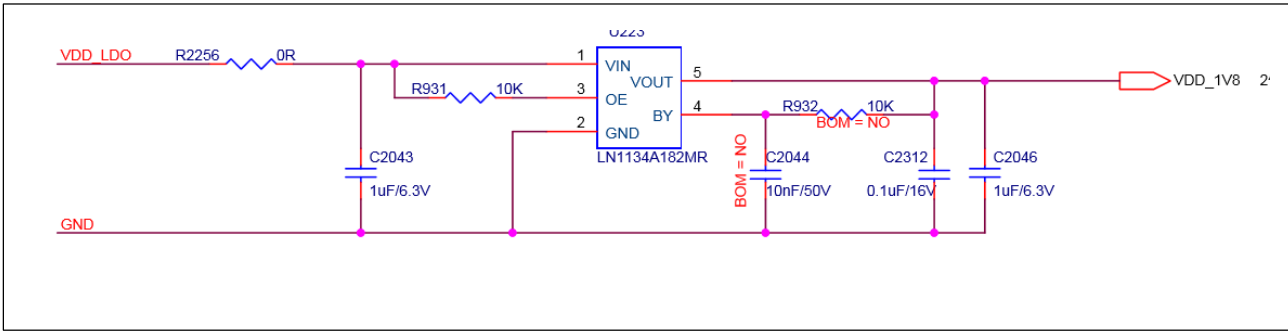 U223
VDD_LDO
R2256
0R
1
VIN
VOUT
5
VDD_1V8
R931
10K
3
OE
BY
4
R932
10K
BOM = NO
2
GND
LN1134A182MR
C2043
1uF/6.3V
BOM = NO
C2044
10nF/50V
C2312
0.1uF/16V
C2046
1uF/6.3V
GND